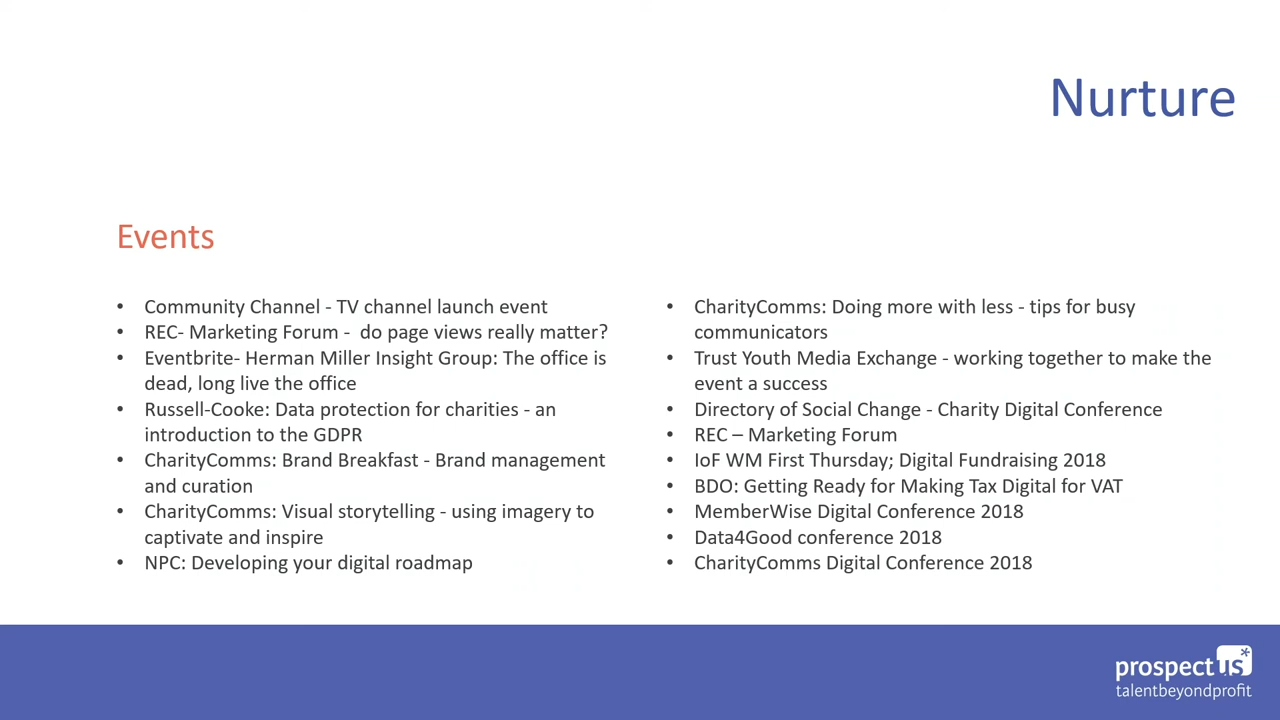 Nurture
Events
• Community Channel - TV channel launch event
• REC- Marketing Forum -  do page views really matter?
• Eventbrite- Herman Miller Insight Group: The office is
dead, long live the office
• Russell-Cooke: Data protection for charities - an
introduction to the GDPR
• CharityComms: Brand Breakfast - Brand management
and curation
• CharityComms: Visual storytelling - using imagery to
captivate and inspire
• NPC: Developing your digital roadmap
• CharityComms: Doing more with less - tips for busy
communicators
• Trust Youth Media Exchange - working together to make the
event a success
• Directory of Social Change - Charity Digital Conference
• REC – Marketing Forum
• IoF WM First Thursday; Digital Fundraising 2018
• BDO: Getting Ready for Making Tax Digital for VAT
• MemberWise Digital Conference 2018
• Data4Good conference 2018
• CharityComms Digital Conference 2018
prospectus*
talentbeyondprofit